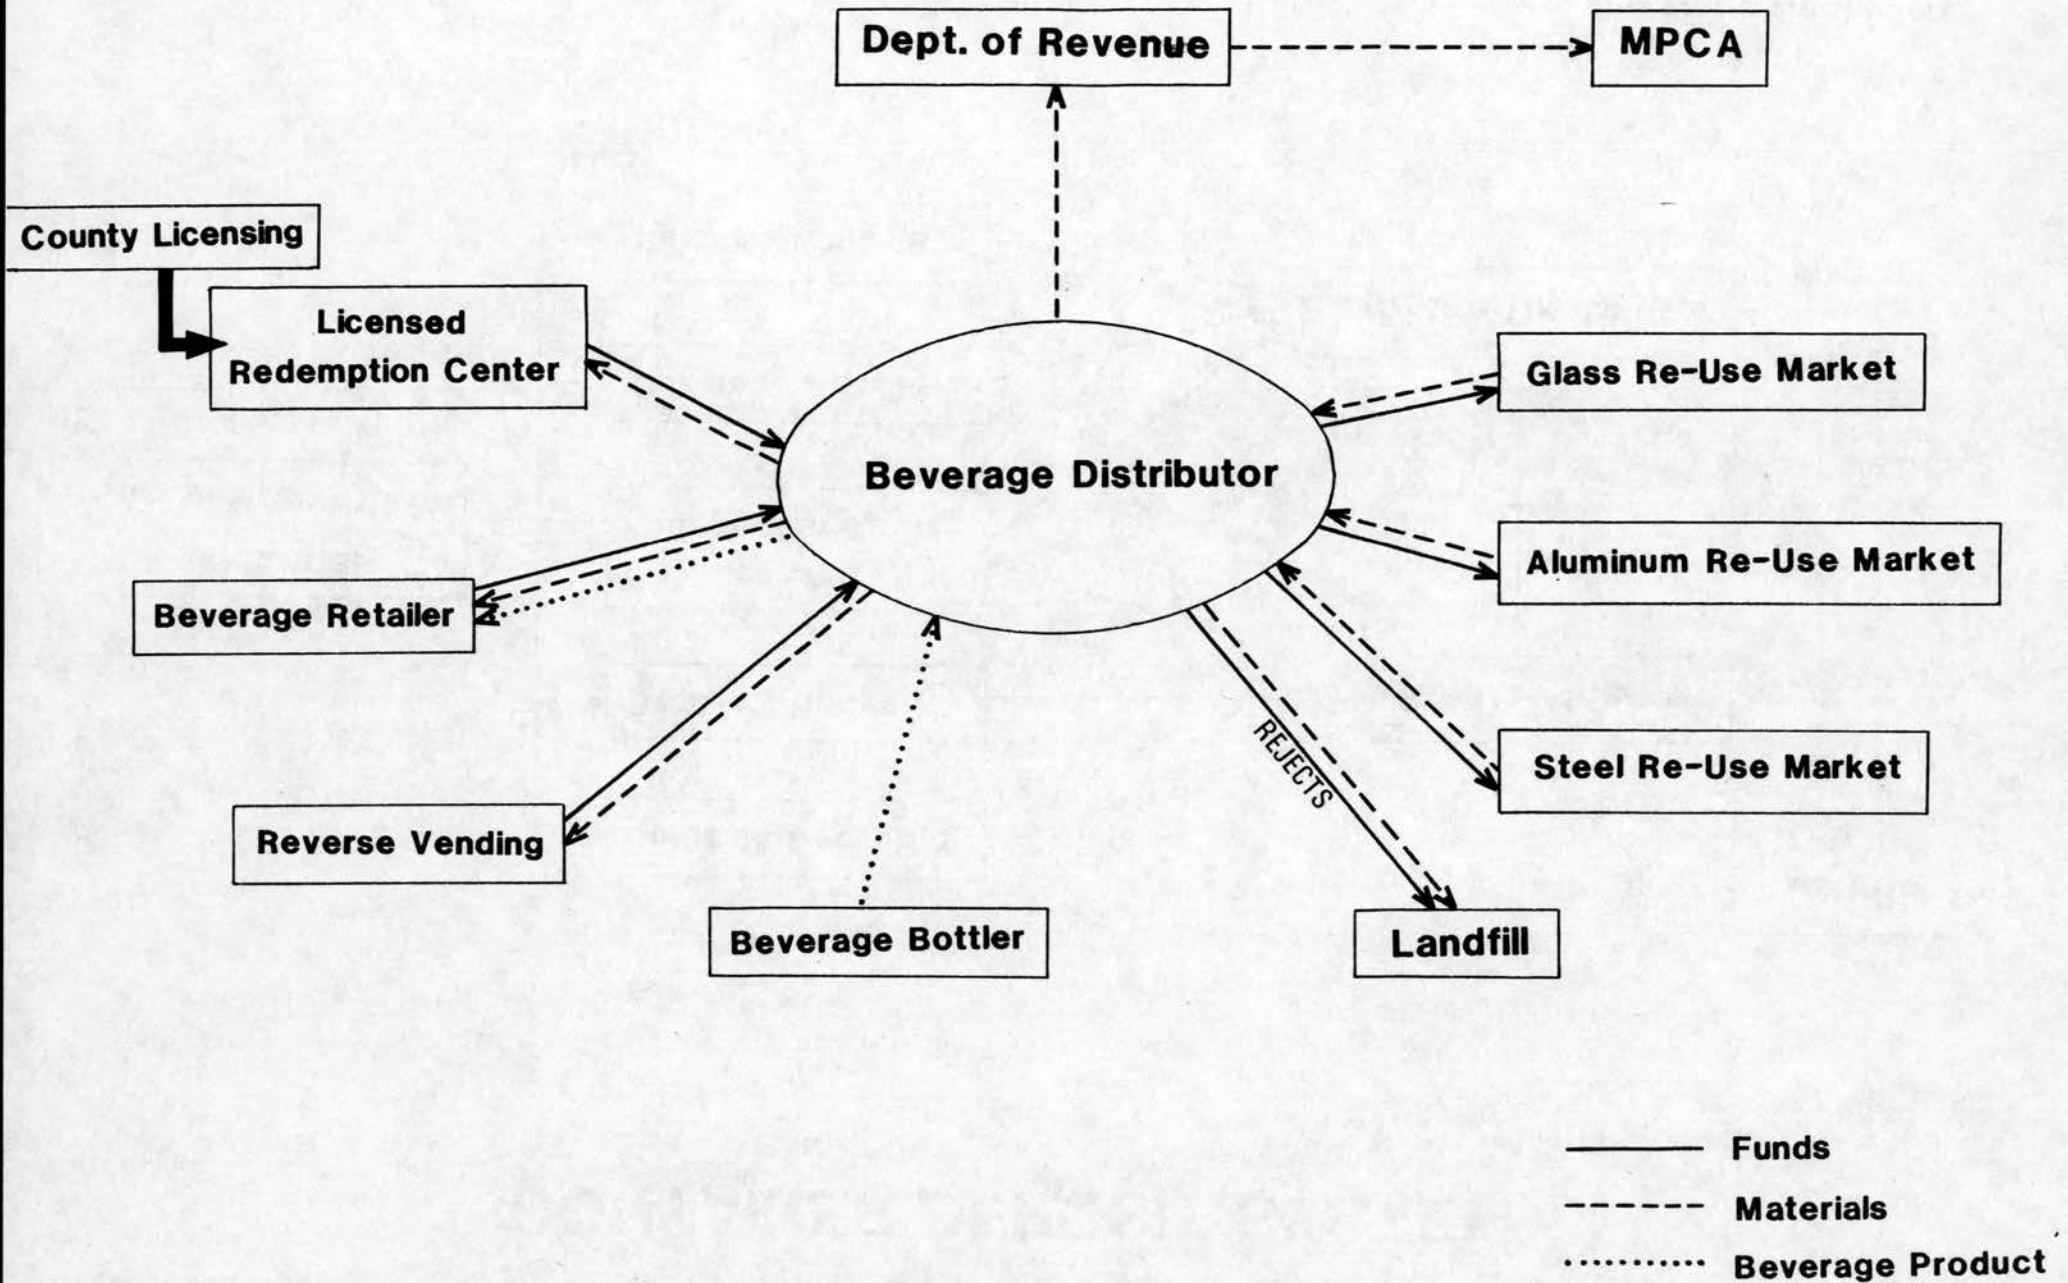 Dept. of Revenue
MPCA
County Licensing
Licensed
Redemption Center
Glass Re-Use Market
Beverage Distributor
Aluminum Re-Use Market
Beverage Retailer
REJECTS
Steel Re-Use Market
Reverse Vending
Beverage Bottler
Landfill
Funds
Materials
Beverage Product